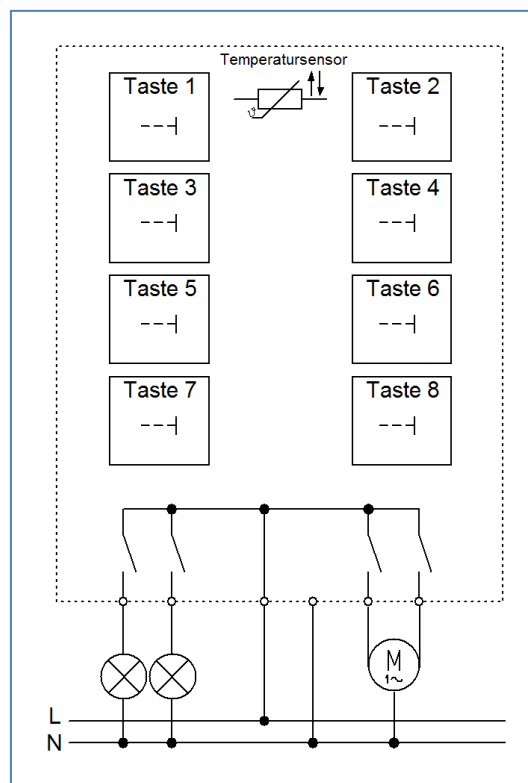 Temperatursensor
Taste 1
Taste 2
ϑ
Taste 3
Taste 4
Taste 5
Taste 6
Taste 7
Taste 8
M
1~
L
N